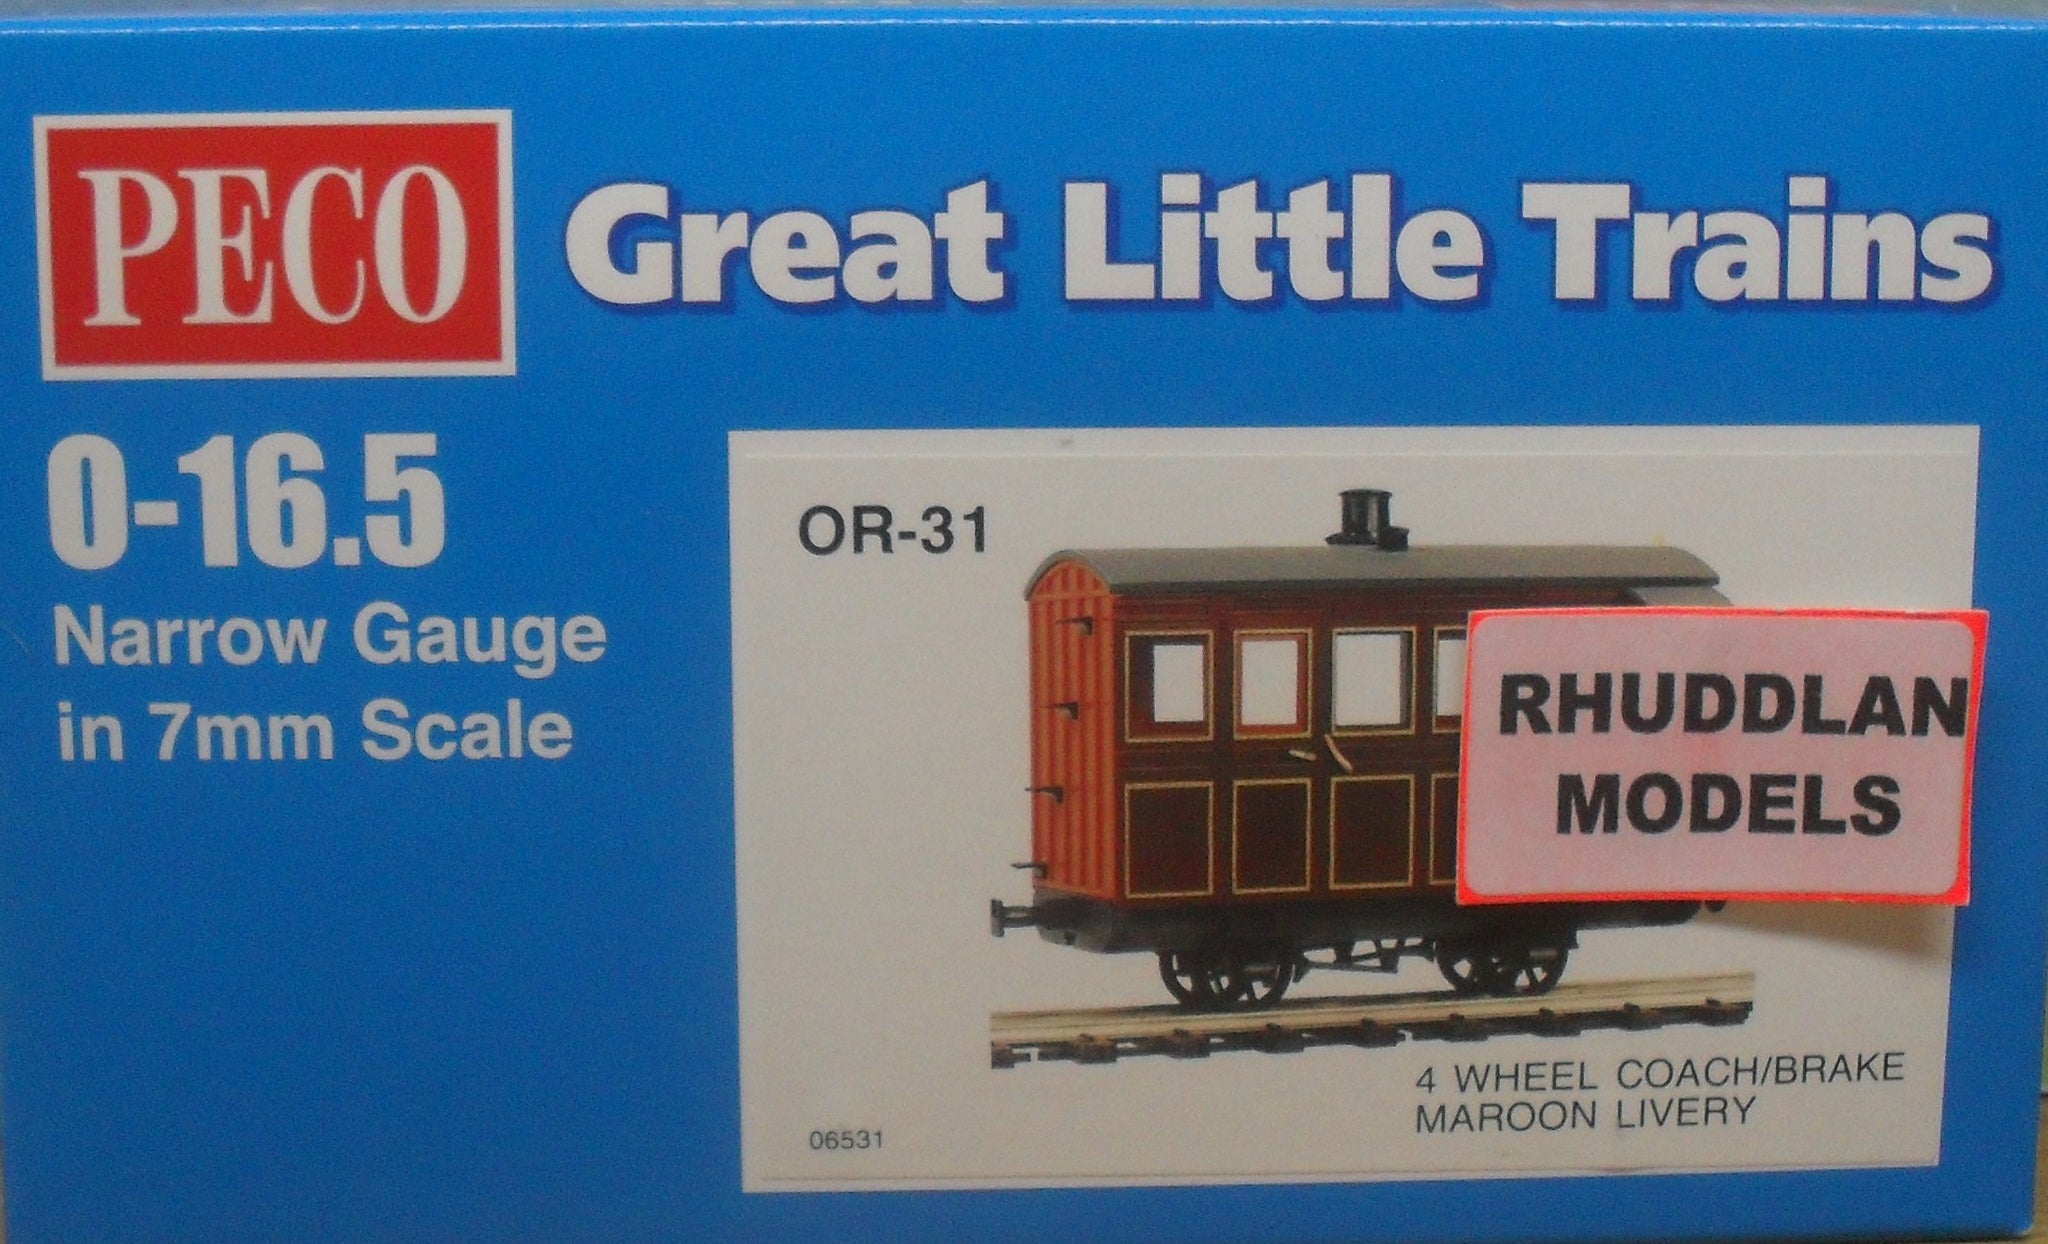 PECO
Great Little Trains
0-16.5
Narrow Gauge
in 7mm Scale
OR-31
RHUDDLAN
MODELS
4 WHEEL COACH/BRAKE
MAROON LIVERY
06531